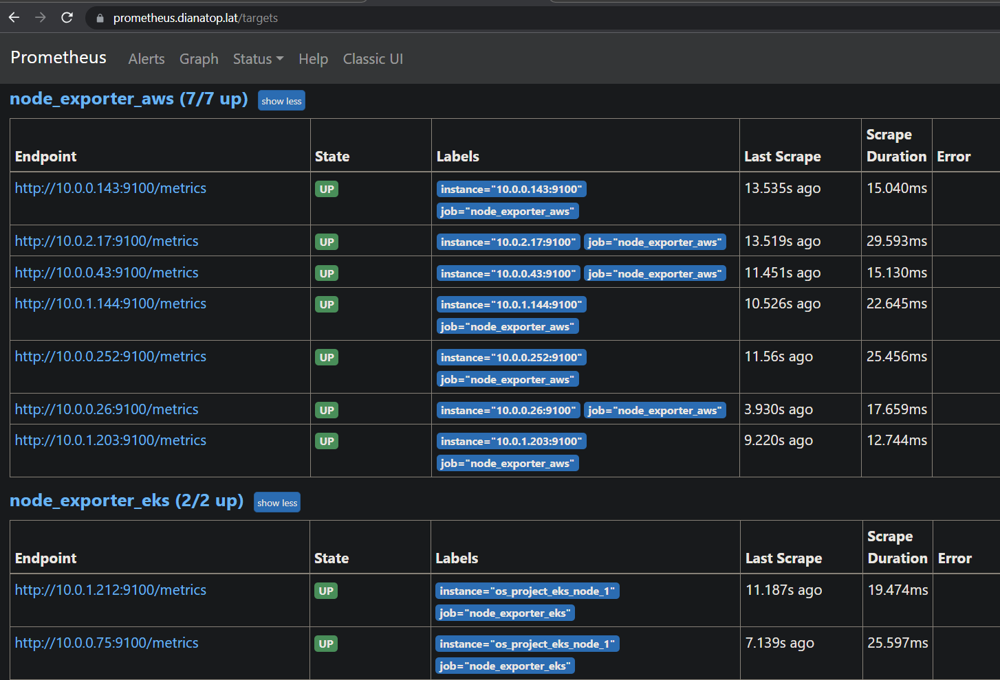 prometheus.dianatop.lat/targets
Prometheus Alerts Graph Status Help Classic UI
node_exporter_aws (7/7 up) show less
Endpoint State Labels Last Scrape Scrape Duration Error
http://10.0.0.143:9100/metrics UP instance="10.0.0.143:9100" 13.535s ago 15.040ms
job="node_exporter_aws"
http://10.0.2.17:9100/metrics UP instance="10.0.2.17:9100" job="node_exporter_aws" 13.519s ago 29.593ms
http://10.0.0.43:9100/metrics UP instance="10.0.0.43:9100" job="node_exporter_aws" 11.451s ago 15.130ms
http://10.0.1.144:9100/metrics UP instance="10.0.1.144:9100" 10.526s ago 22.645ms
job="node_exporter_aws"
http://10.0.0.252:9100/metrics UP instance="10.0.0.252:9100" 11.56s ago 25.456ms
job="node_exporter_aws"
http://10.0.0.26:9100/metrics UP instance="10.0.0.26:9100" job="node_exporter_aws" 3.930s ago 17.659ms
http://10.0.1.203:9100/metrics UP instance="10.0.1.203:9100" 9.220s ago 12.744ms
job="node_exporter_aws"
node_exporter_eks (2/2 up) show less
Endpoint State Labels Last Scrape Scrape Duration Error
http://10.0.1.212:9100/metrics UP instance="os_project_eks_node_1" 11.187s ago 19.474ms
job="node_exporter_eks"
http://10.0.0.75:9100/metrics UP instance="os_project_eks_node_1" 7.139s ago 25.597ms
job="node_exporter_eks"